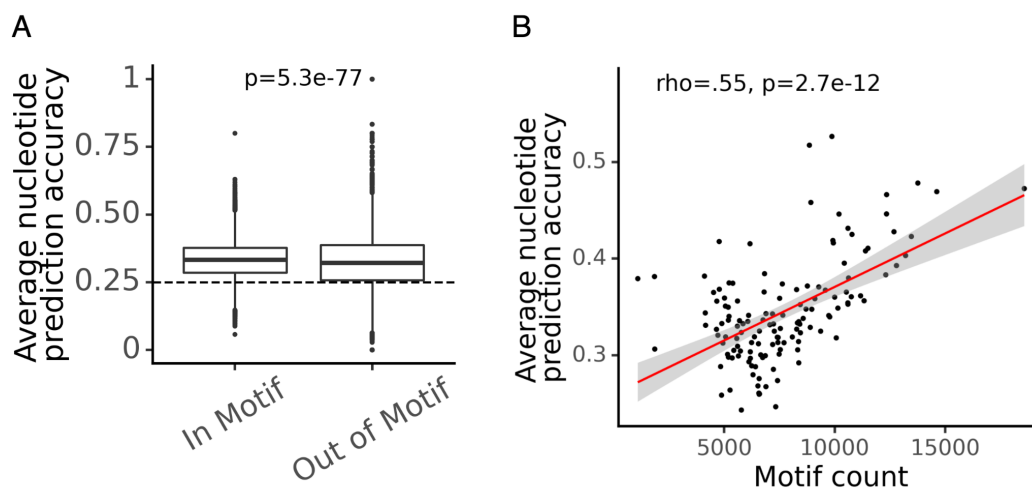 A
Average nucleotide
prediction accuracy
1
0.75
0.50
0.25
0
p=5.3e-77
In Motif
Out of Motif
B
Average nucleotide
prediction accuracy
0.5
0.4
0.3
rho=.55, p=2.7e-12
5000
10000
15000
Motif count